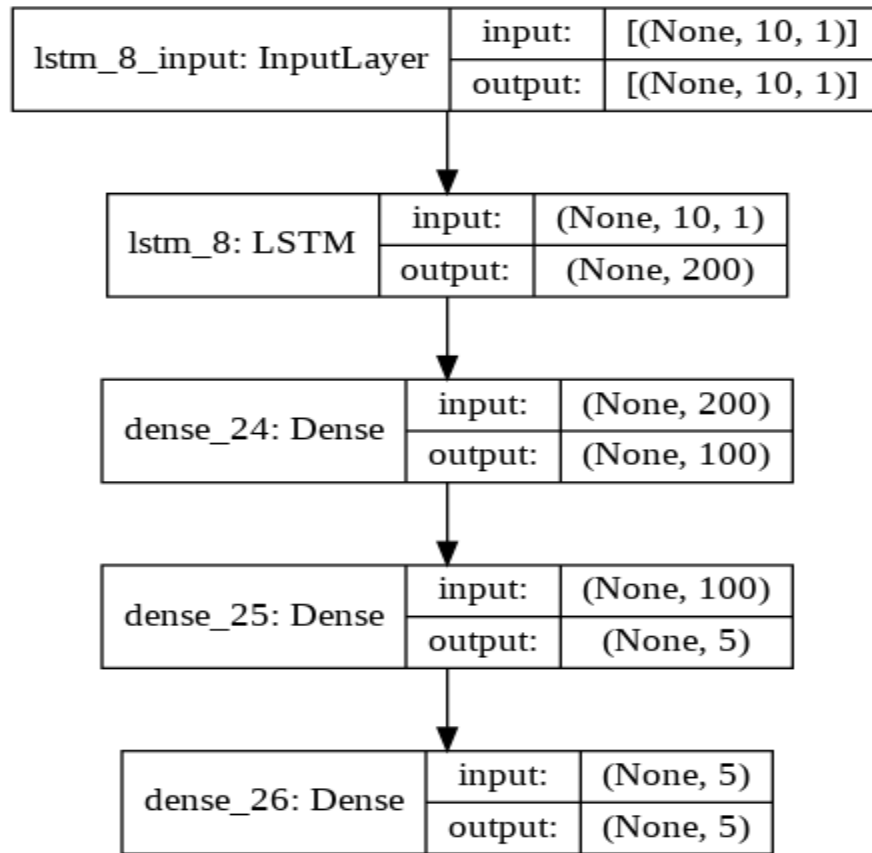 lstm_8_input: InputLayer
input: [(None, 10, 1)]
output: [(None, 10, 1)]
lstm_8: LSTM
input: (None, 10, 1)
output: (None, 200)
dense_24: Dense
input: (None, 200)
output: (None, 100)
dense_25: Dense
input: (None, 100)
output: (None, 5)
dense_26: Dense
input: (None, 5)
output: (None, 5)